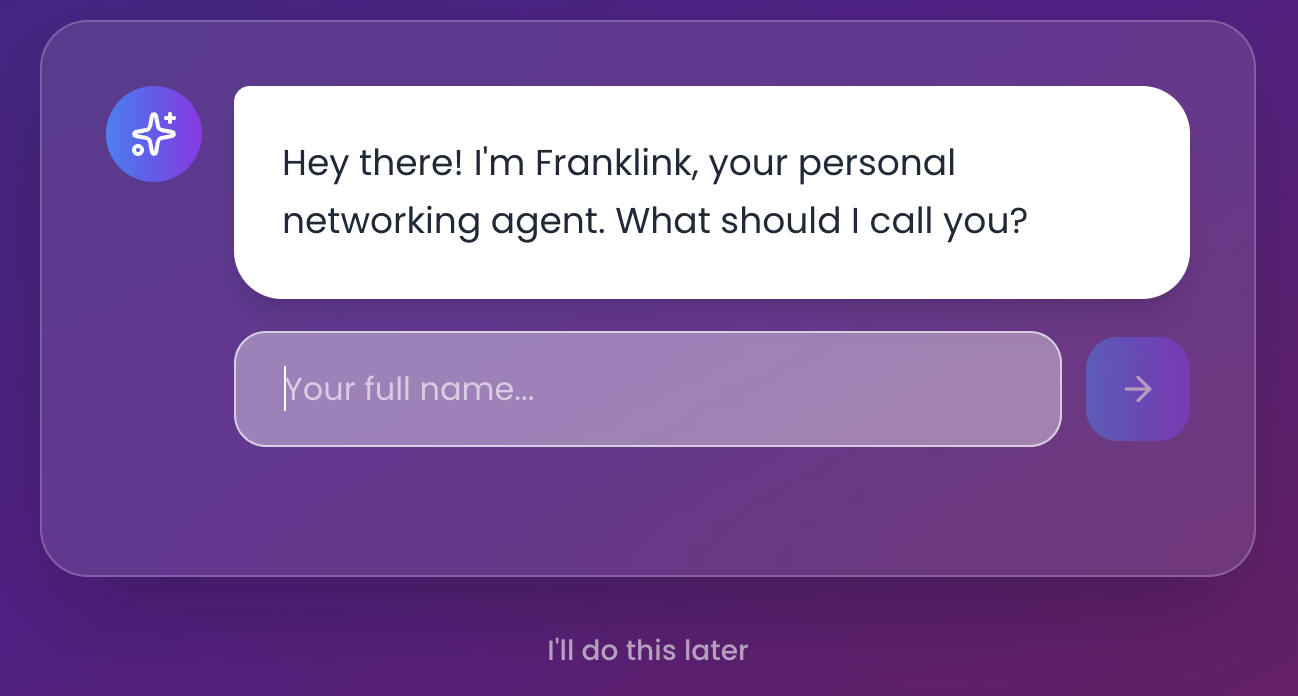 Hey there! I'm Franklink, your personal
networking agent. What should I call you?
Your full name...
I'll do this later